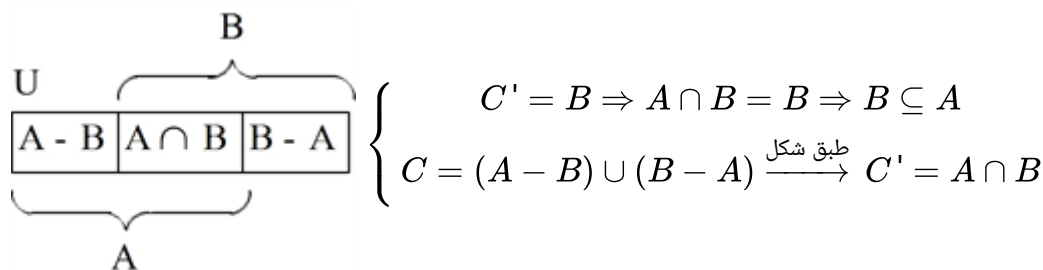 B
U
A - B A ∩ B B - A
A
C ' = B ⇒ A ∩ B = B ⇒ B ⊆ A
C = (A − B) ∪ (B − A) طبق شکل → C ' = A ∩ B